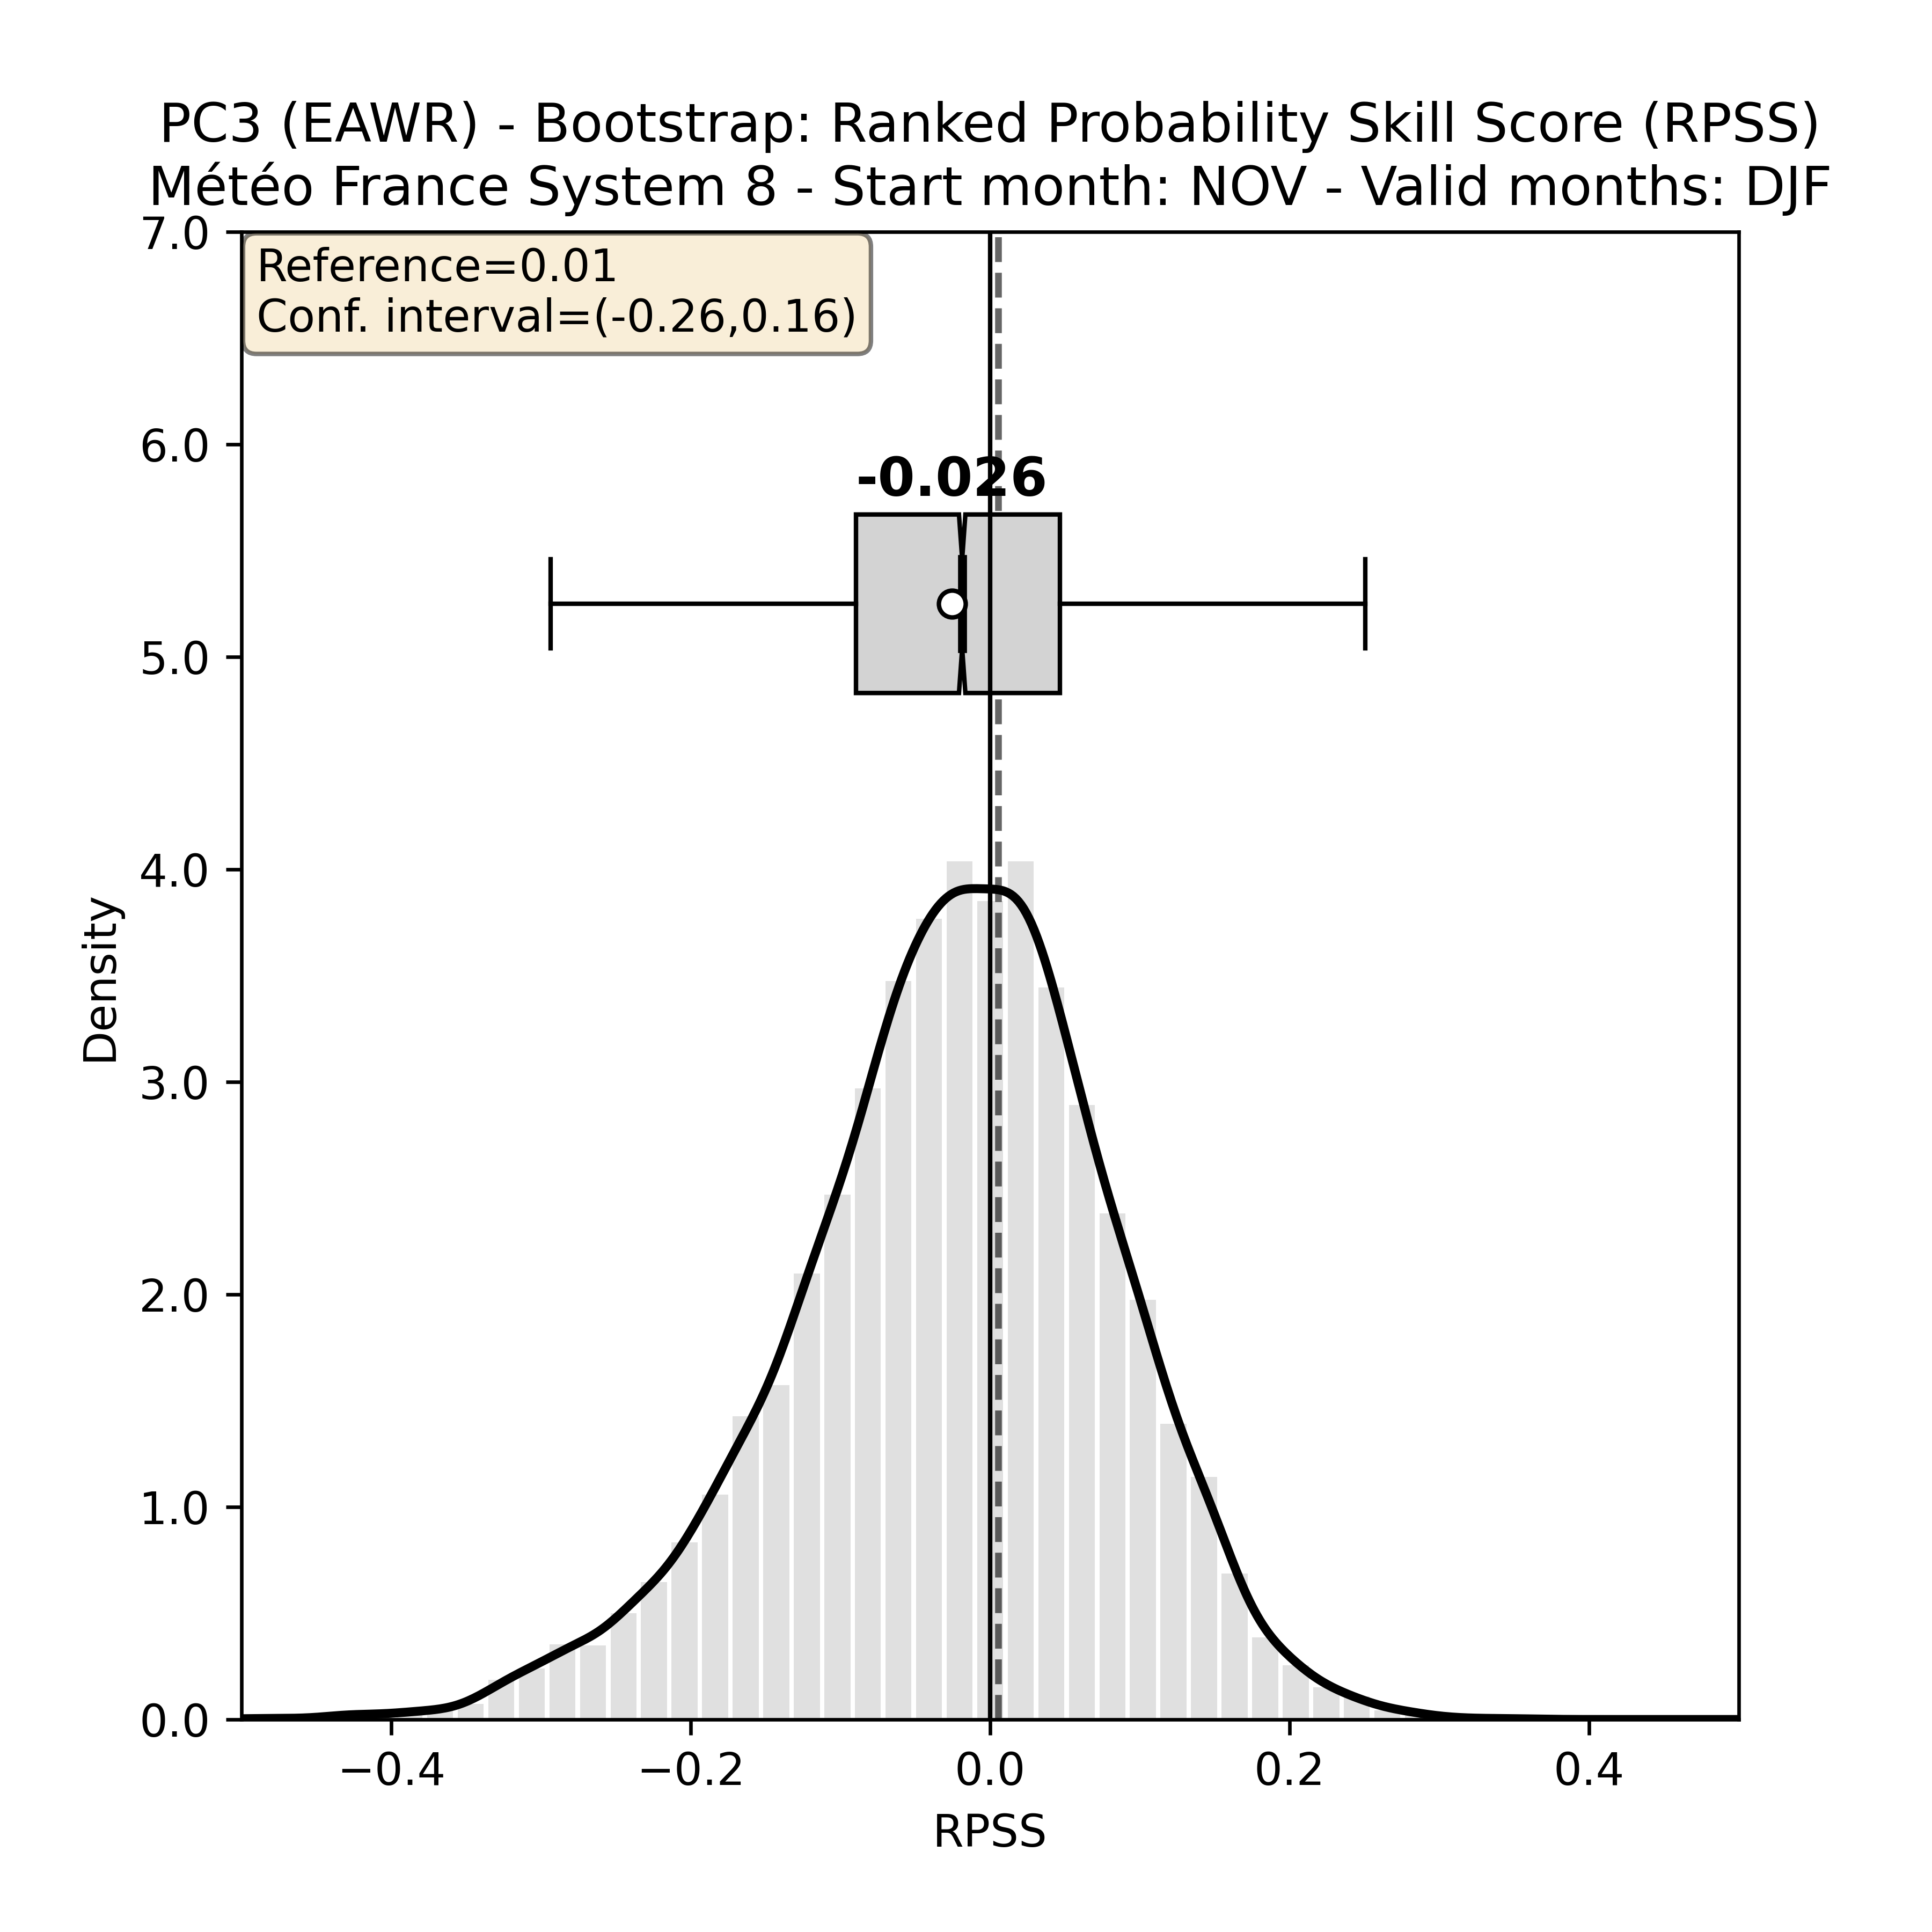 PC3 (EAWR) - Bootstrap: Ranked Probability Skill Score (RPSS)
Météo France System 8 - Start month: NOV - Valid months: DJF
Reference=0.01
Conf. interval=(-0.26,0.16)
-0.026
7.0
6.0
5.0
4.0
3.0
2.0
1.0
0.0
Density
−0.4 −0.2 0.0 0.2 0.4
RPSS